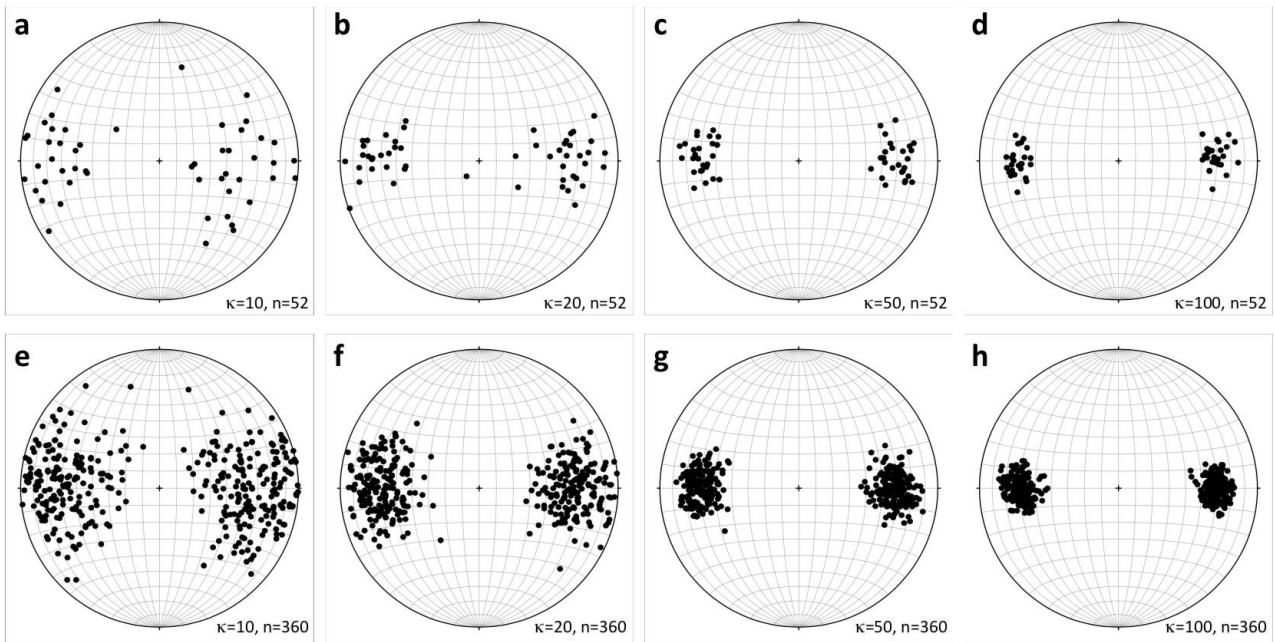 a
b
c
d
κ=10, n=52
κ=20, n=52
κ=50, n=52
κ=100, n=52
e
f
g
h
κ=10, n=360
κ=20, n=360
κ=50, n=360
κ=100, n=360